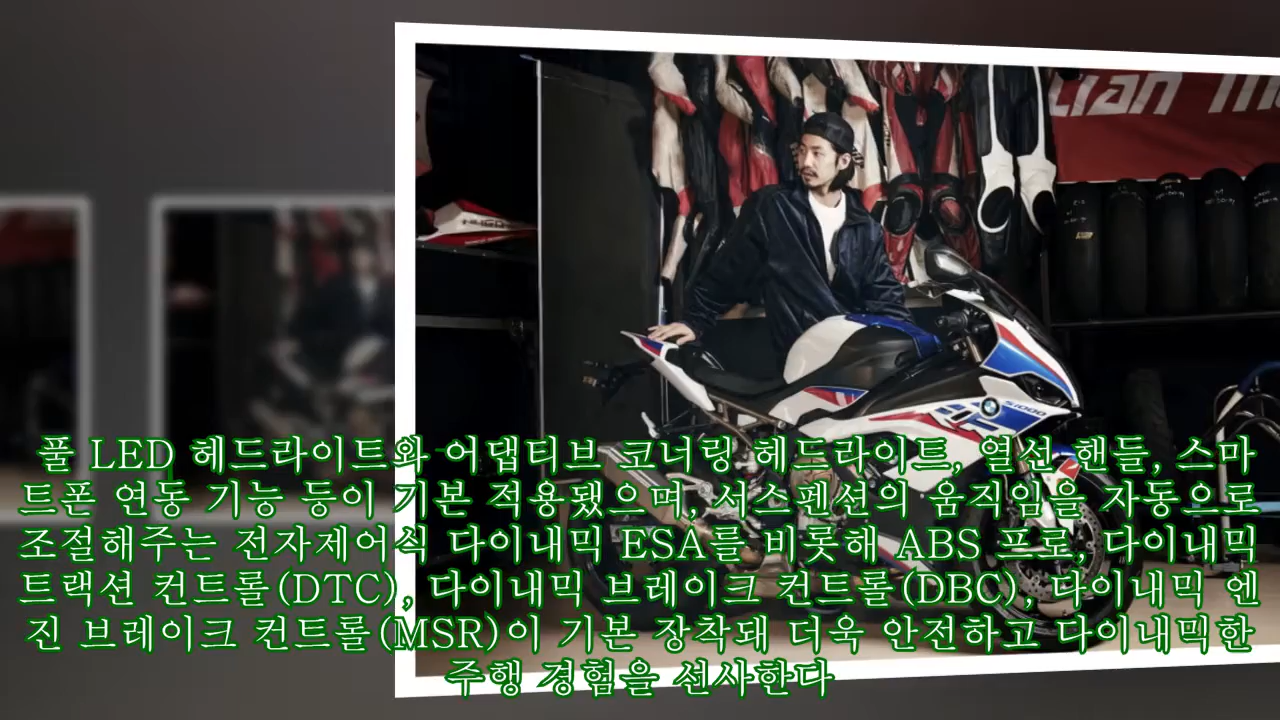 LIAN M
HUGO
S1000
풀 LED 헤드라이트와 어댑티브 코너링 헤드라이트, 열선 핸들, 스마
트폰 연동 기능 등이 기본 적용됐으며, 서스펜션의 움직임을 자동으로
조절해주는 전자제어식 다이내믹 ESA를 비롯해 ABS 프로, 다이내믹
트랙션 컨트롤(DTC), 다이내믹 브레이크 컨트롤(DBC), 다이내믹 엔
진 브레이크 컨트롤(MSR)이 기본 장착돼 더욱 안전하고 다이내믹한
주행 경험을 선사한다